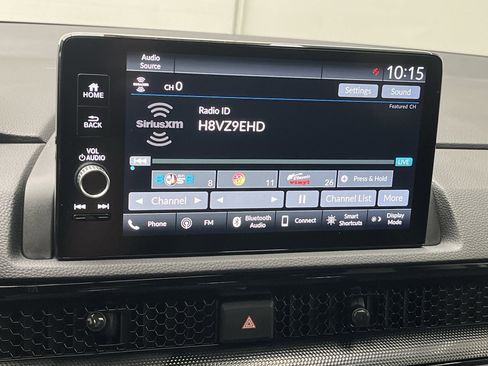 Audio
Source
10:15
HOME
SiriusXM CH 0
Settings Sound
Featured CH
Radio ID
BACK
SiriusXM
H8VZ9EHD
VOL
AUDIO
LIVE
8 11 26 Press & Hold
Channel Channel List More
Phone FM Bluetooth
Audio Connect Smart
Shortcuts Display
Mode